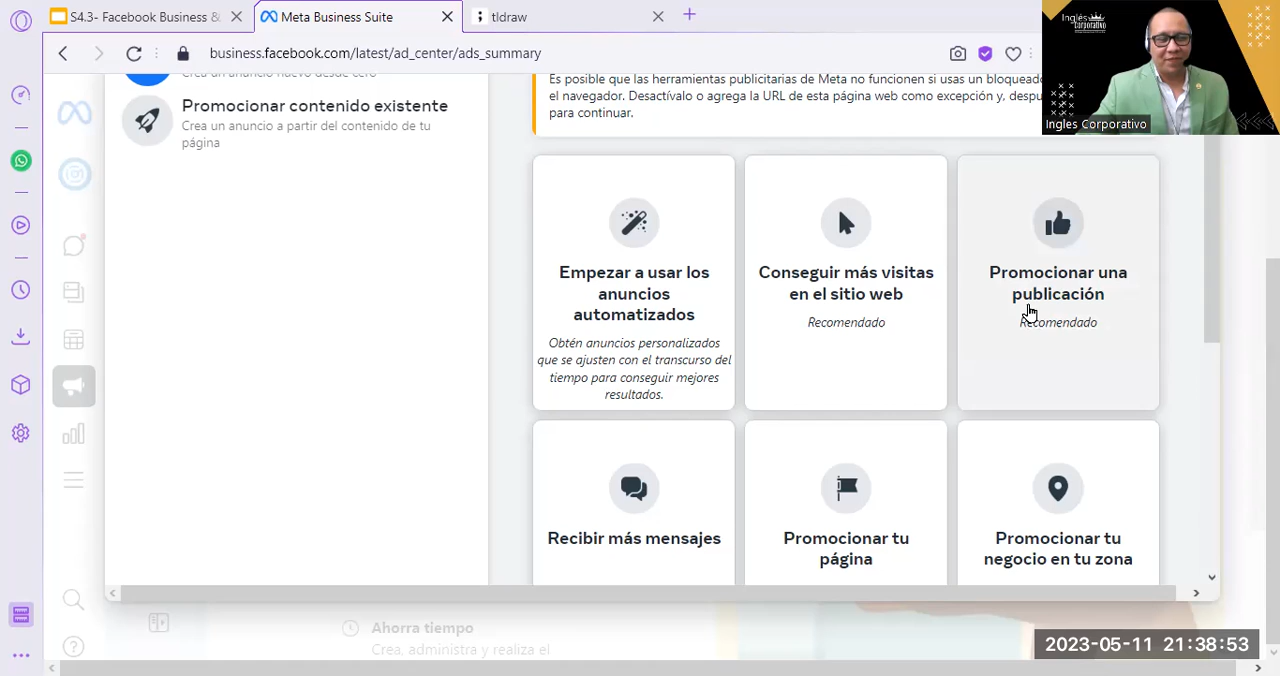 S4.3- Facebook Business &
Meta Business Suite
tldraw
business.facebook.com/latest/ad_center/ads_summary
Inglés
Corporativo
Ingles Corporativo
Crea un anuncio nuevo desde cero
Promocionar contenido existente
Crea un anuncio a partir del contenido de tu
página
Es posible que las herramientas publicitarias de Meta no funcionen si usas un bloqueado
el navegador. Desactívalo o agrega la URL de esta página web como excepción y, despu
para continuar.
Empezar a usar los
anuncios
automatizados
Obtén anuncios personalizados
que se ajusten con el transcurso del
tiempo para conseguir mejores
resultados.
Conseguir más visitas
en el sitio web
Recomendado
Promocionar una
publicación
Recomendado
Recibir más mensajes
Promocionar tu
página
Promocionar tu
negocio en tu zona
Ahorra tiempo
Crea, administra y realiza el
2023-05-11 21:38:53